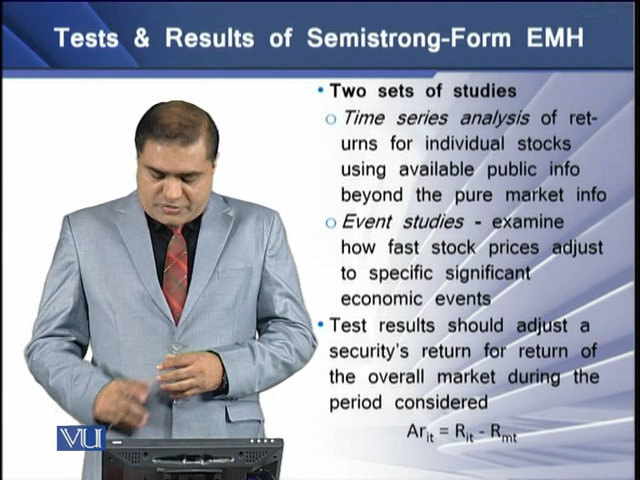 Tests & Results of Semistrong-Form EMH
• Two sets of studies
o Time series analysis of ret-
urns for individual stocks
using available public info
beyond the pure market info
o Event studies - examine
how fast stock prices adjust
to specific significant
economic events
• Test results should adjust a
security's return for return of
the overall market during the
period considered
Arit = Rit - Rmt
VU